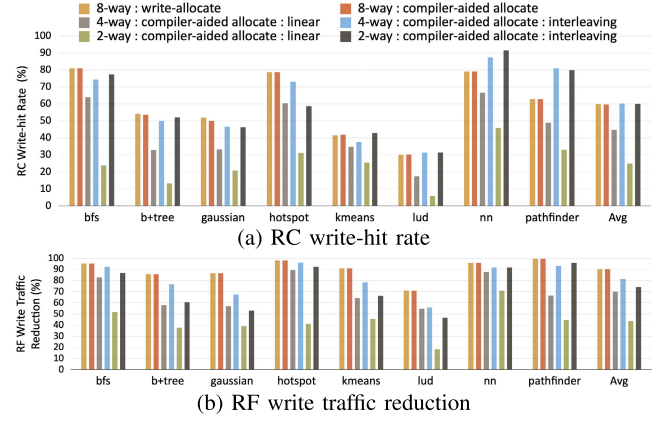 8-way : write-allocate 8-way : compiler-aided allocate
4-way : compiler-aided allocate : linear 4-way : compiler-aided allocate : interleaving
2-way : compiler-aided allocate : linear 2-way : compiler-aided allocate : interleaving
RC Write-hit Rate (%)
100
90
80
70
60
50
40
30
20
10
0
bfs b+tree gaussian hotspot kmeans lud nn pathfinder Avg
(a) RC write-hit rate
RF Write Traffic
Reduction (%)
100
90
80
70
60
50
40
30
20
10
0
bfs b+tree gaussian hotspot kmeans lud nn pathfinder Avg
(b) RF write traffic reduction